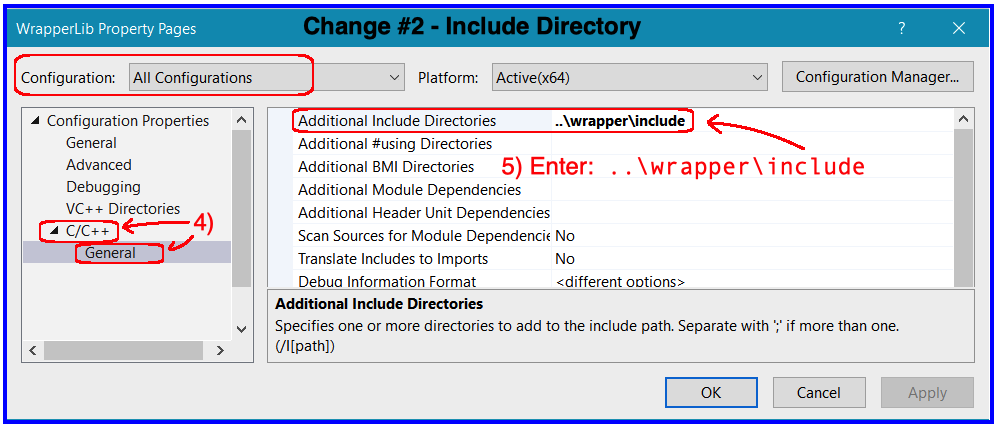 WrapperLib Property Pages
Change #2 - Include Directory
?
Configuration:
All Configurations
Platform:
Active(x64)
Configuration Manager...
Configuration Properties
General
Advanced
Debugging
VC++ Directories
C/C++
General
4)
Additional Include Directories ..\wrapper\include
Additional #using Directories
Additional BMI Directories
Additional Module Dependencies
Additional Header Unit Dependencies
Scan Sources for Module Dependencie No
Translate Includes to Imports No
Debug Information Format <different options>
5) Enter: ..\wrapper\include
Additional Include Directories
Specifies one or more directories to add to the include path. Separate with ';' if more than one.
(/I[path])
OK
Cancel
Apply